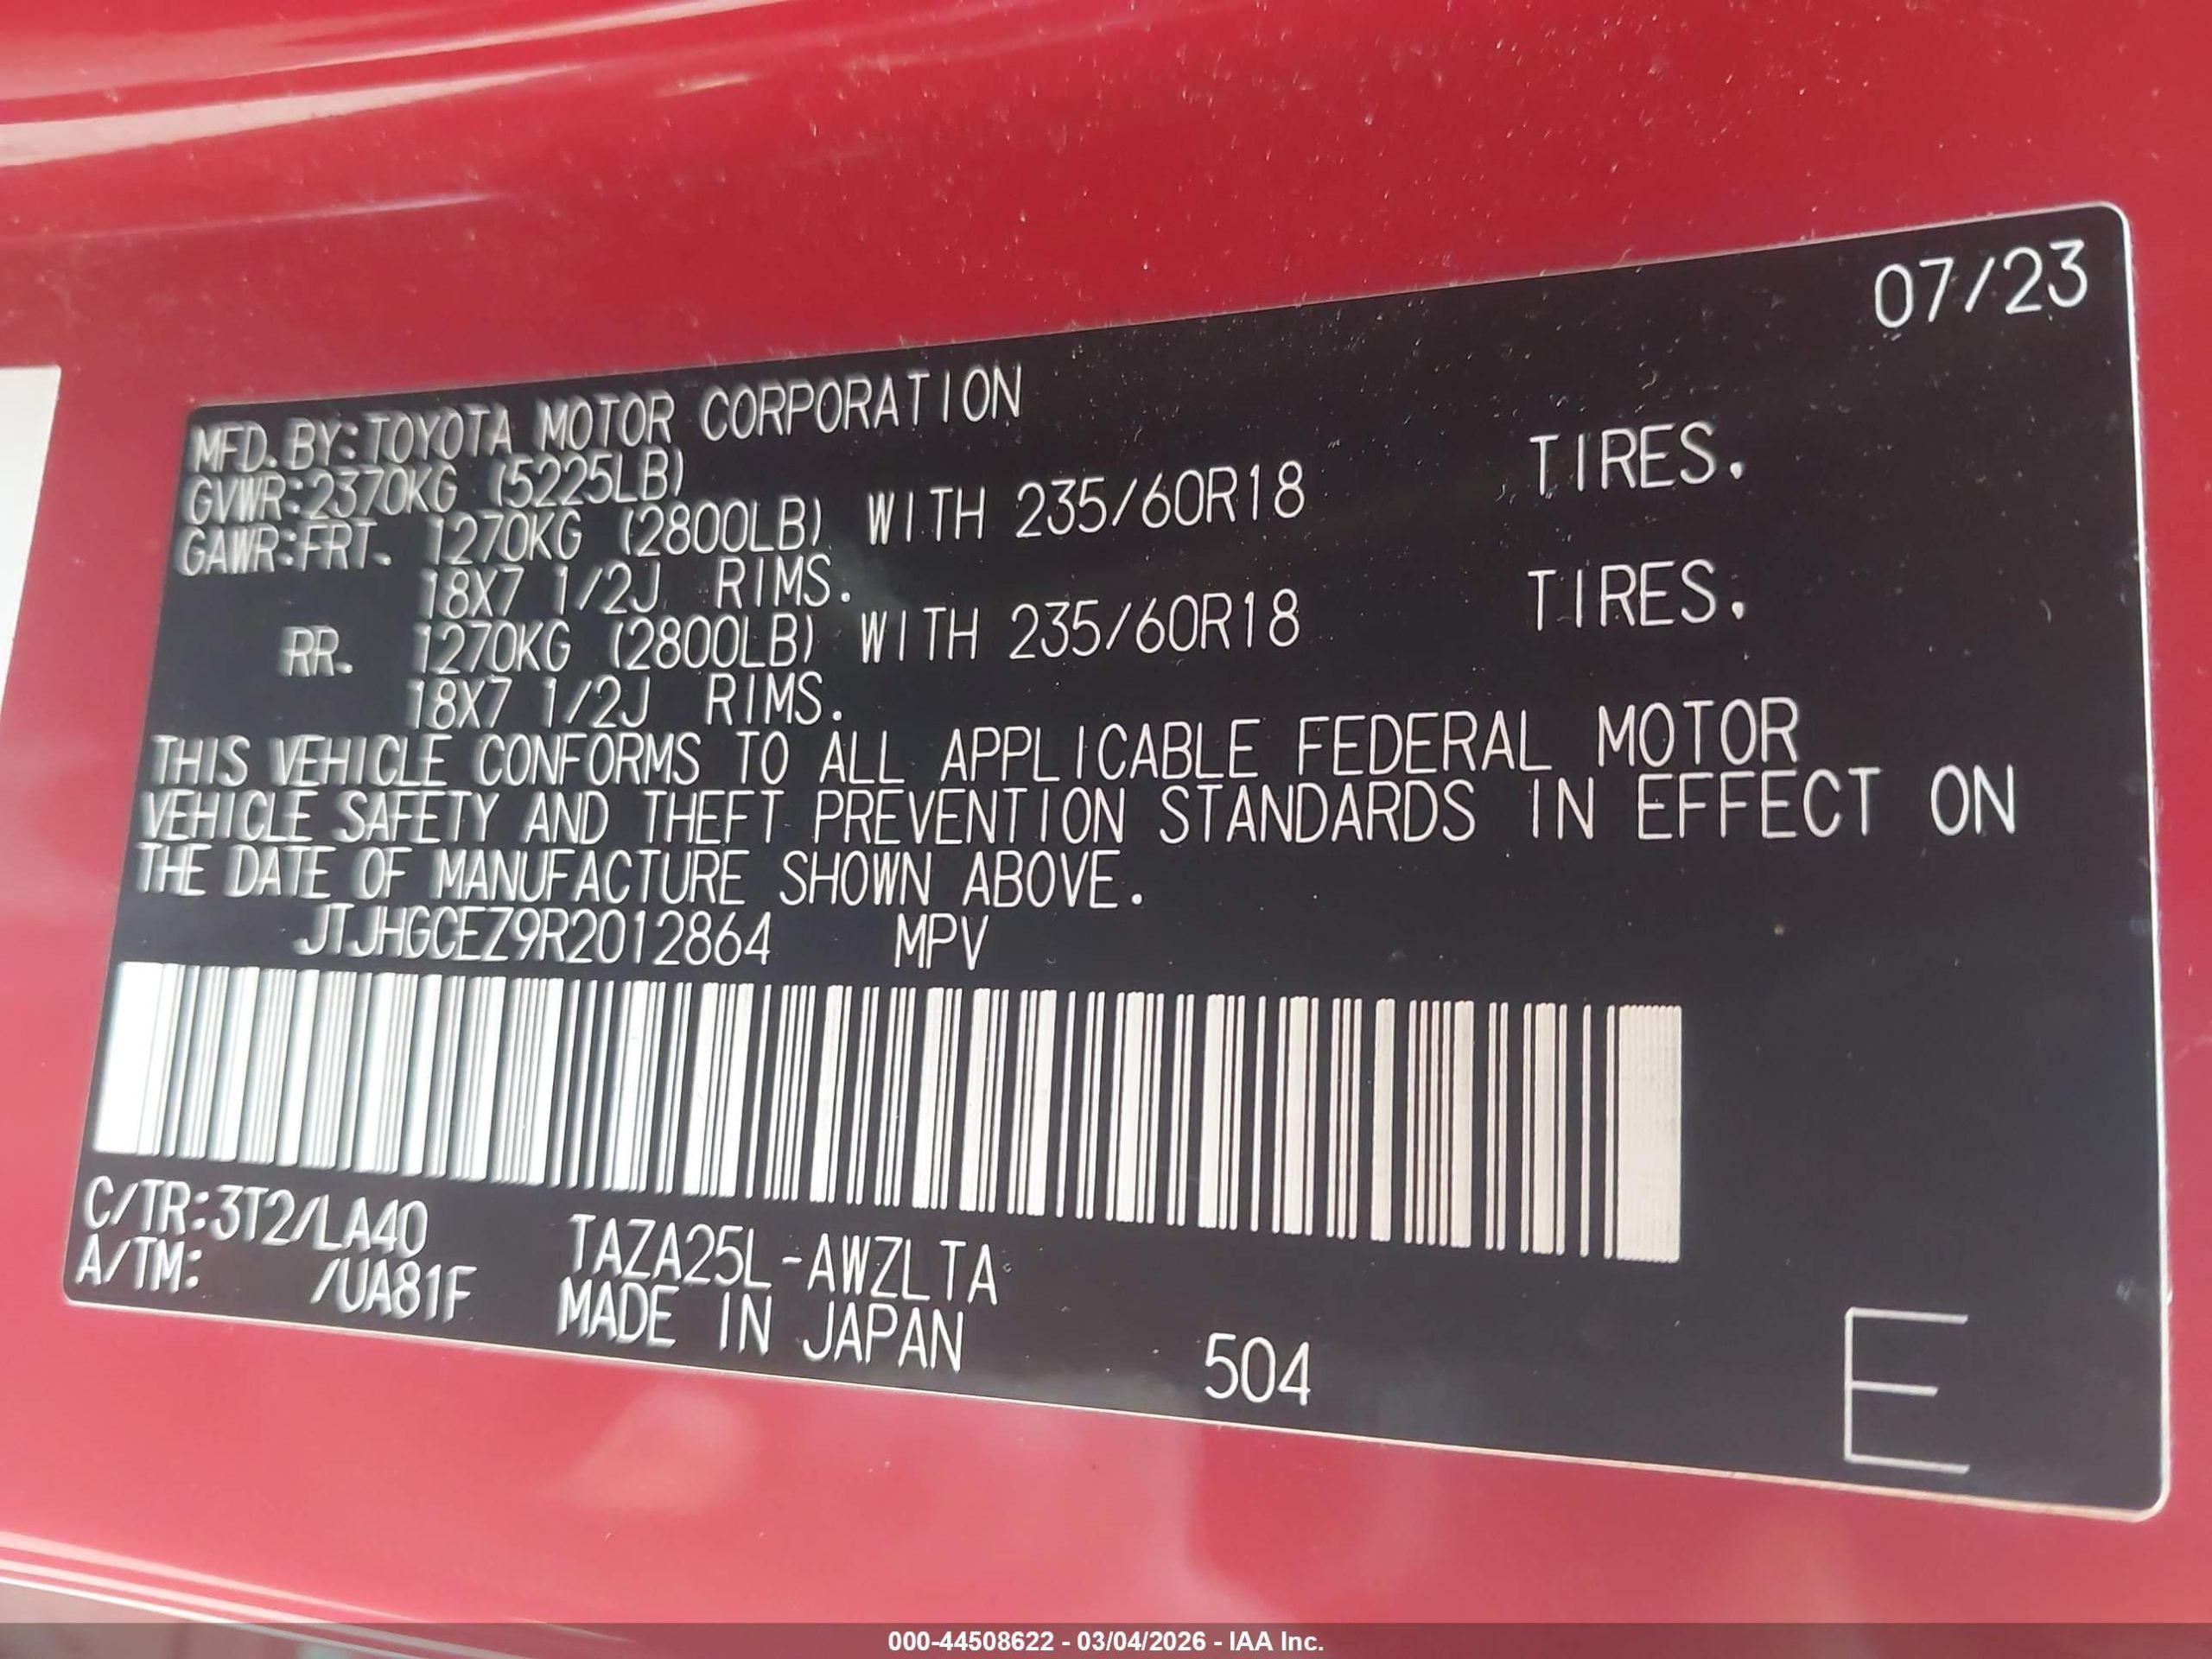 07/23
MFD.BY:TOYOTA MOTOR CORPORATION
GVWR:2370KG (5225LB)
GAWR:FRT. 1270KG (2800LB) WITH 235/60R18 TIRES.
18X7 1/2J RIMS.
RR. 1270KG (2800LB) WITH 235/60R18 TIRES.
18X7 1/2J RIMS.
THIS VEHICLE CONFORMS TO ALL APPLICABLE FEDERAL MOTOR
VEHICLE SAFETY AND THEFT PREVENTION STANDARDS IN EFFECT ON
THE DATE OF MANUFACTURE SHOWN ABOVE.
JTJHGCEZ9R2012864 MPV
C/TR:3T2/LA40 TAZA25L-AWZLTA
A/TM: /UA81F MADE IN JAPAN 504
E
000-44508622 - 03/04/2026 - IAA Inc.